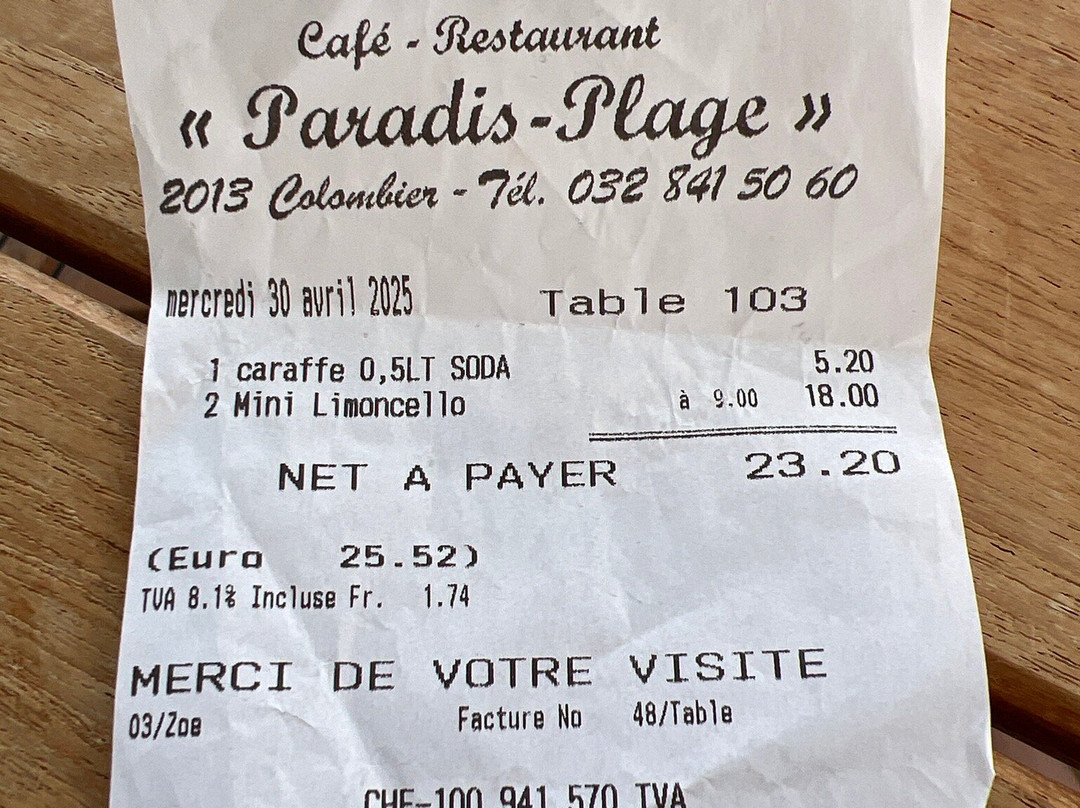 Café - Restaurant
« Paradis-Plage »
2013 Colombier - Tél. 032 841 50 60
mercredi 30 avril 2025 Table 103
1 caraffe 0,5LT SODA 5.20
2 Mini Limoncello à 9.00 18.00
NET A PAYER 23.20
(Euro 25.52)
TVA 8.1% Incluse Fr. 1.74
MERCI DE VOTRE VISITE
03/Zoe Facture No 48/Table
CHE-100 941 570 TVA